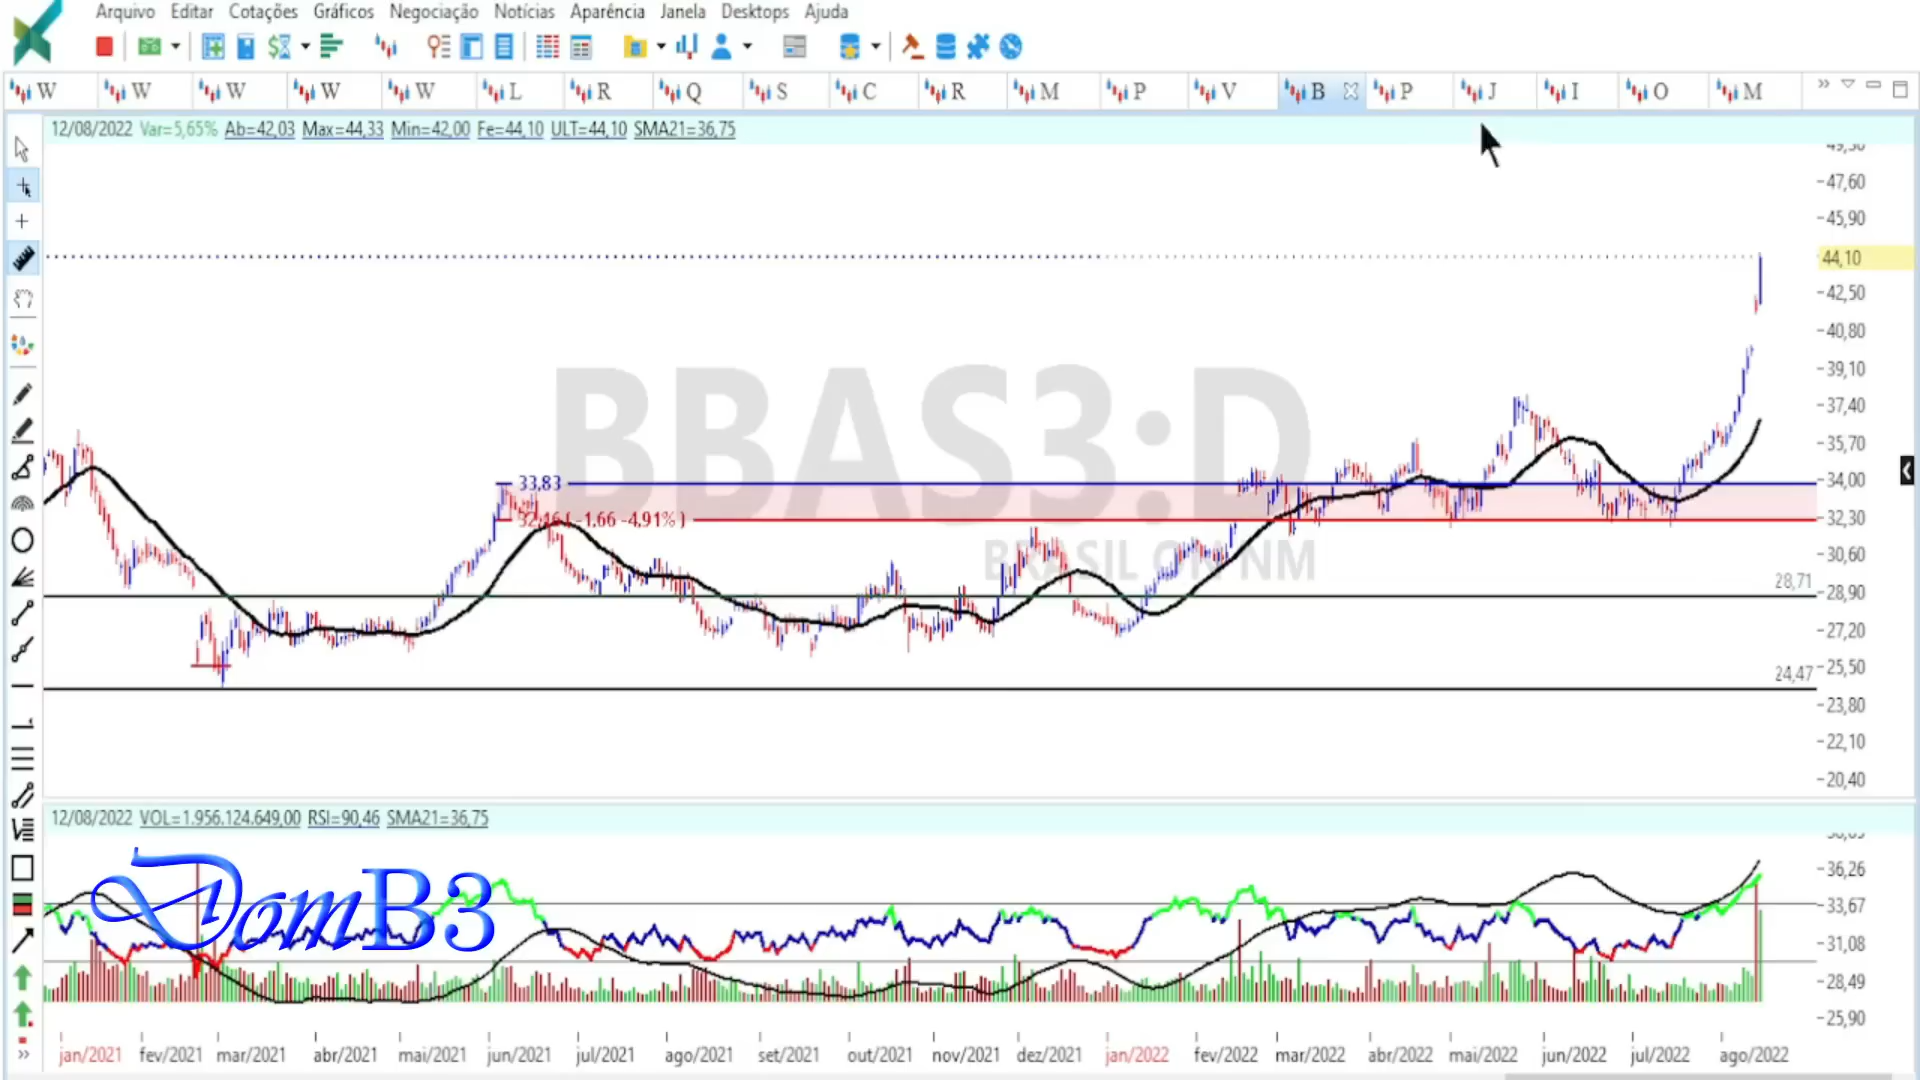 Arquivo Editar Cotações Gráficos Negociação Notícias Aparência Janela Desktops Ajuda
W W W W W L R Q S C R M P V B P J I O M
12/08/2022 Var=5,65% Ab=42,03 Max=44,33 Min=42,00 Fe=44,10 ULT=44,10 SMA21=36,75
47,60
45,90
44,10
42,50
40,80
39,10
37,40
35,70
34,00
32,30
30,60
28,90
27,20
25,50
23,80
22,10
20,40
BBAS3:D
BRASIL ON NM
33,83
32,16 ( -1,66 -4,91% )
28,71
24,47
12/08/2022 VOL=1.956.124.649,00 RSI=90,46 SMA21=36,75
DomB3
36,26
33,67
31,08
28,49
25,90
jan/2021 fev/2021 mar/2021 abr/2021 mai/2021 jun/2021 jul/2021 ago/2021 set/2021 out/2021 nov/2021 dez/2021 jan/2022 fev/2022 mar/2022 abr/2022 mai/2022 jun/2022 jul/2022 ago/2022